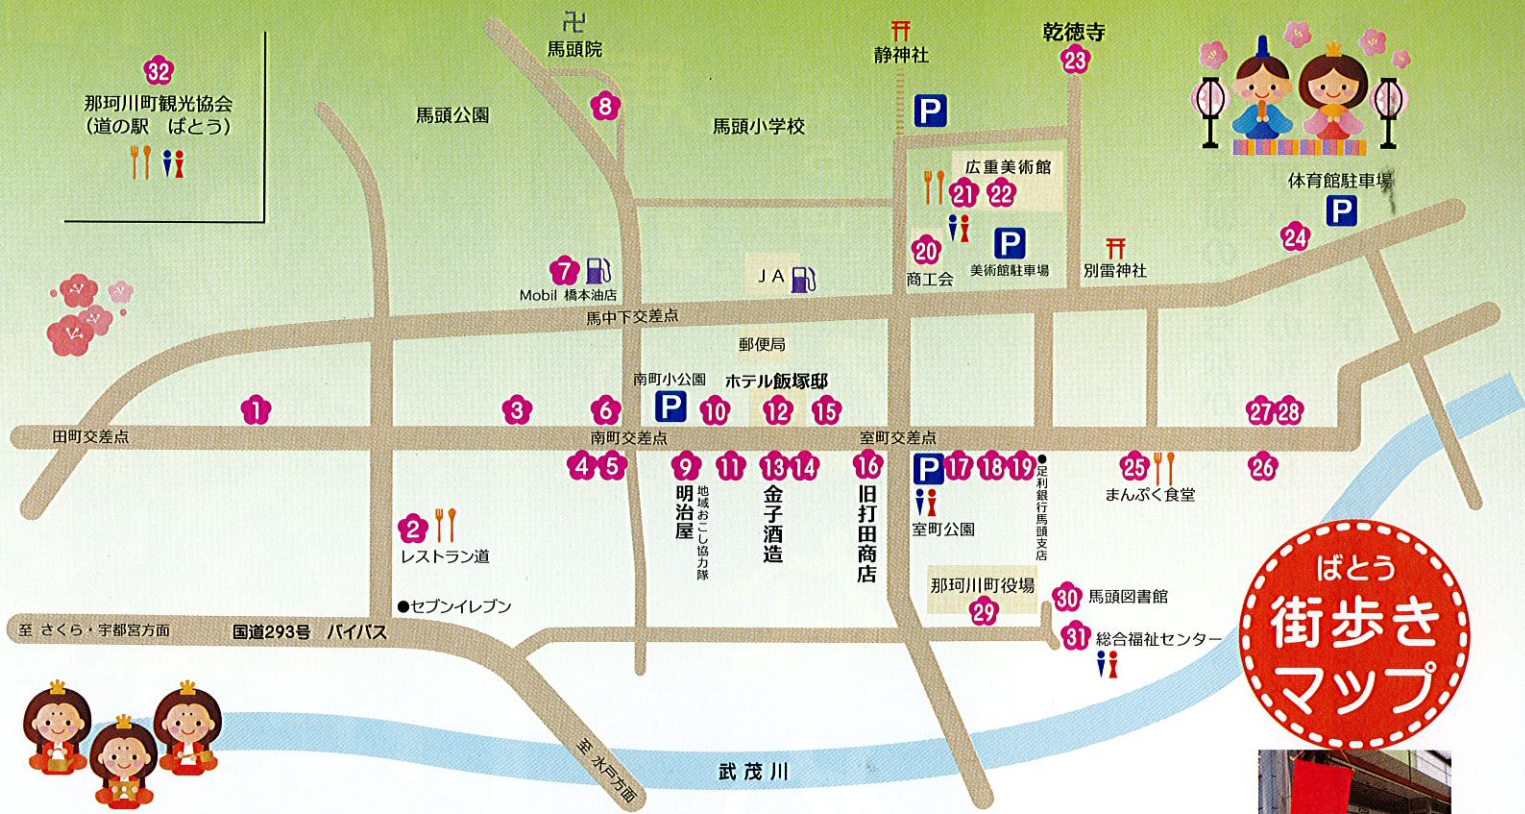 32
那珂川町観光協会
(道の駅 ばとう)
卍
馬頭院
8
馬頭公園
馬頭小学校
静神社
P
乾徳寺
23
広重美術館
21 22
20
商工会
P
美術館駐車場
別雷神社
体育館駐車場
P
24
7
Mobil 橋本油店
JA
馬中下交差点
郵便局
南町小公園
P
ホテル飯塚邸
1
3
6
10
12
15
27 28
田町交差点
南町交差点
室町交差点
4 5
9
明治屋
地域おこし協力隊
11
13 14
金子酒造
16
旧打田商店
P
17
18
19
室町公園
●足利銀行馬頭支店
25
まんぷく食堂
26
2
レストラン道
●セブンイレブン
那珂川町役場
29
30 馬頭図書館
31 総合福祉センター
至 さくら・宇都宮方面
国道293号 バイパス
至 水戸方面
武茂川
ばとう
街歩き
マップ